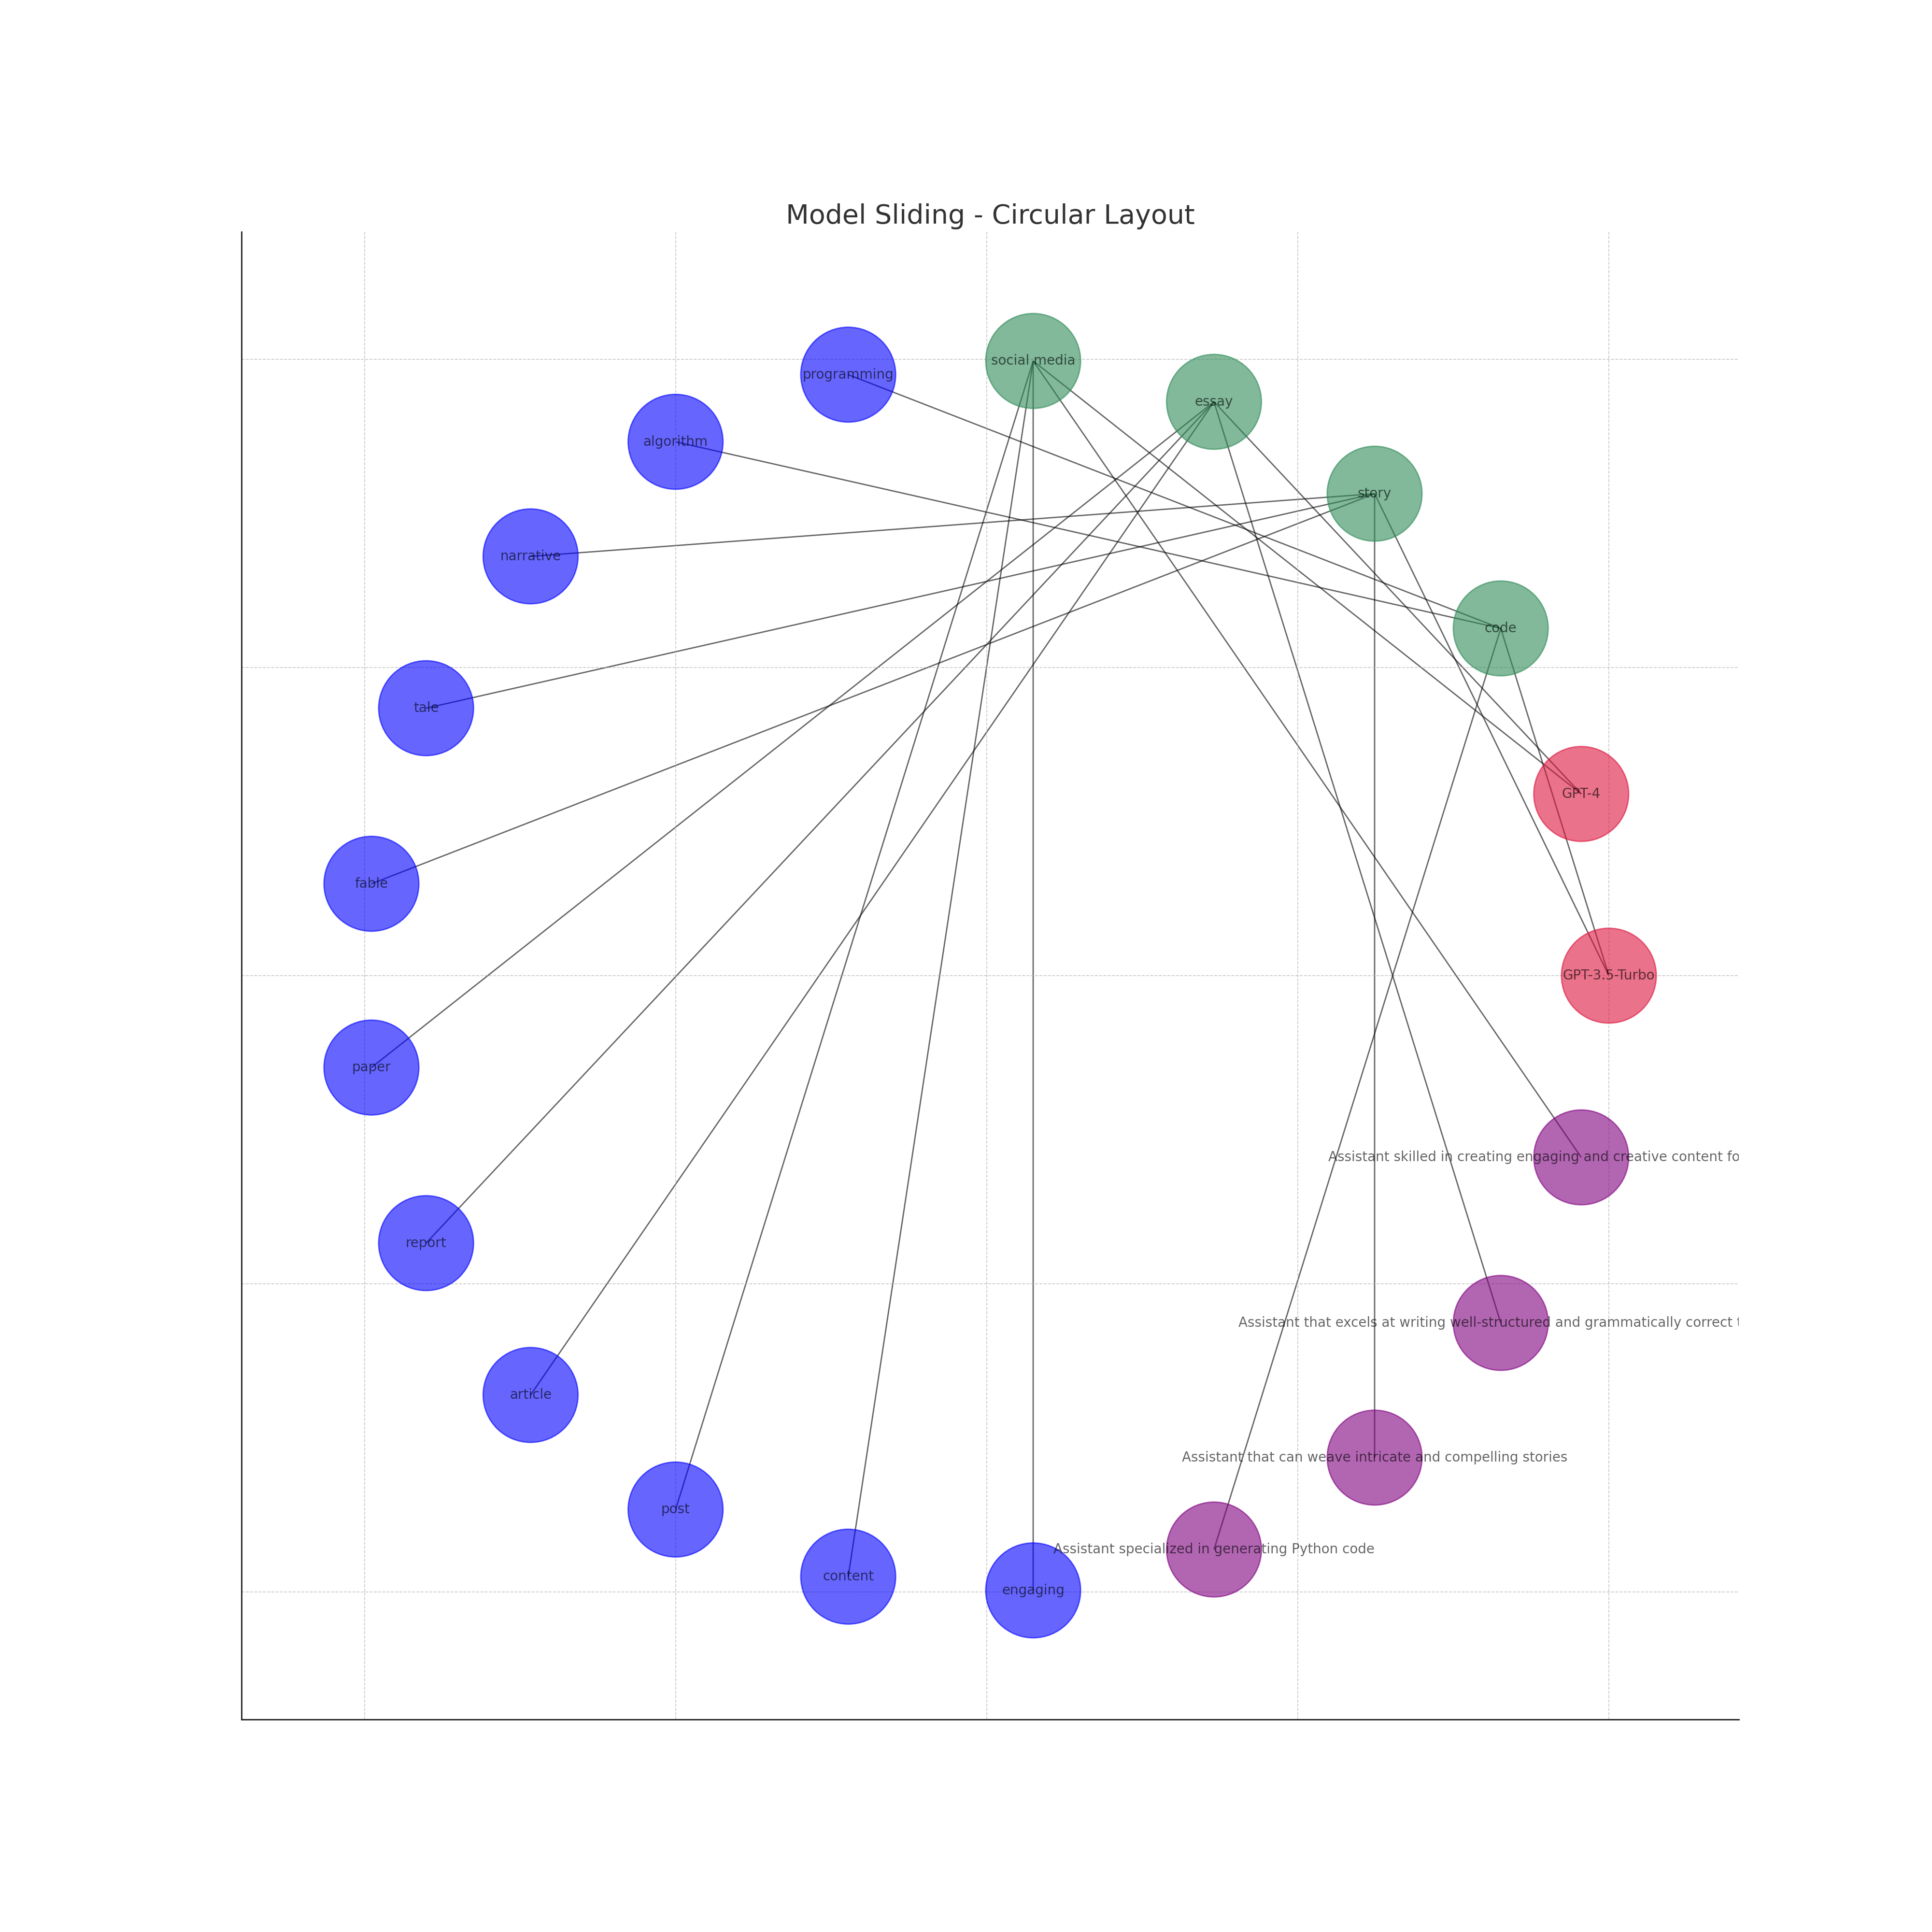 Model Sliding - Circular Layout
social media
programming
essay
algorithm
story
narrative
code
tale
GPT-4
fable
GPT-3.5-Turbo
paper
Assistant skilled in creating engaging and creative content fo
report
Assistant that excels at writing well-structured and grammatically correct t
article
Assistant that can weave intricate and compelling stories
post
Assistant specialized in generating Python code
content
engaging